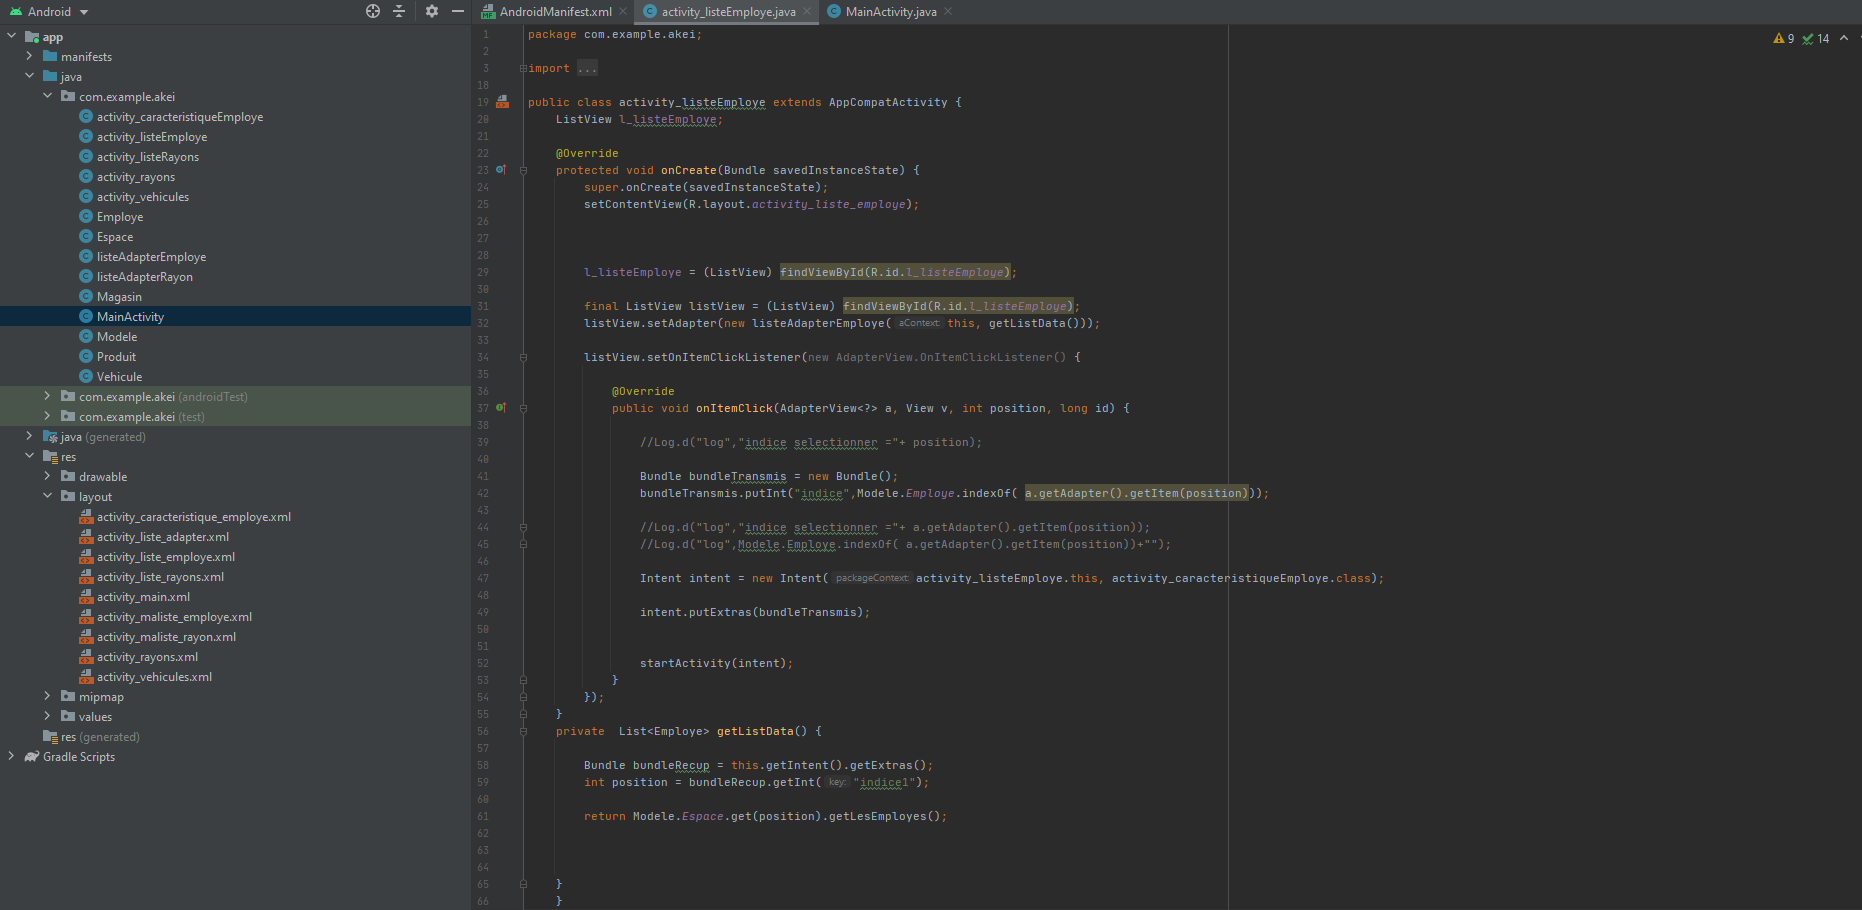 Android
app
manifests
java
com.example.akei
activity_caracteristiqueEmploye
activity_listeEmploye
activity_listeRayons
activity_rayons
activity_vehicules
Employe
Espace
listeAdapterEmploye
listeAdapterRayon
Magasin
MainActivity
Modele
Produit
Vehicule
com.example.akei (androidTest)
com.example.akei (test)
java (generated)
res
drawable
layout
activity_caracteristique_employe.xml
activity_liste_adapter.xml
activity_liste_employe.xml
activity_liste_rayons.xml
activity_main.xml
activity_maliste_employe.xml
activity_maliste_rayon.xml
activity_rayons.xml
activity_vehicules.xml
mipmap
values
res (generated)
Gradle Scripts
AndroidManifest.xml activity_listeEmploye.java MainActivity.java
9 14
1 package com.example.akei;
2
3 import ...
18
19 public class activity_listeEmploye extends AppCompatActivity {
20 ListView l_listeEmploye;
21
22 @Override
23 protected void onCreate(Bundle savedInstanceState) {
24 super.onCreate(savedInstanceState);
25 setContentView(R.layout.activity_liste_employe);
26
27
28
29 l_listeEmploye = (ListView) findViewById(R.id.l_listeEmploye);
30
31 final ListView listView = (ListView) findViewById(R.id.l_listeEmploye);
32 listView.setAdapter(new listeAdapterEmploye( aContext: this, getListData()));
33
34 listView.setOnItemClickListener(new AdapterView.OnItemClickListener() {
35
36 @Override
37 public void onItemClick(AdapterView<?> a, View v, int position, long id) {
38
39 //Log.d("log","indice selectionner ="+ position);
40
41 Bundle bundleTransmis = new Bundle();
42 bundleTransmis.putInt("indice",Modele.Employe.indexOf( a.getAdapter().getItem(position)));
43
44 //Log.d("log","indice selectionner ="+ a.getAdapter().getItem(position));
45 //Log.d("log",Modele.Employe.indexOf( a.getAdapter().getItem(position))+"");
46
47 Intent intent = new Intent( packageContext: activity_listeEmploye.this, activity_caracteristiqueEmploye.class);
48
49 intent.putExtras(bundleTransmis);
50
51
52 startActivity(intent);
53 }
54 });
55 }
56 private List<Employe> getListData() {
57
58 Bundle bundleRecup = this.getIntent().getExtras();
59 int position = bundleRecup.getInt( key: "indice1");
60
61 return Modele.Espace.get(position).getLesEmployes();
62
63
64
65 }
66 }